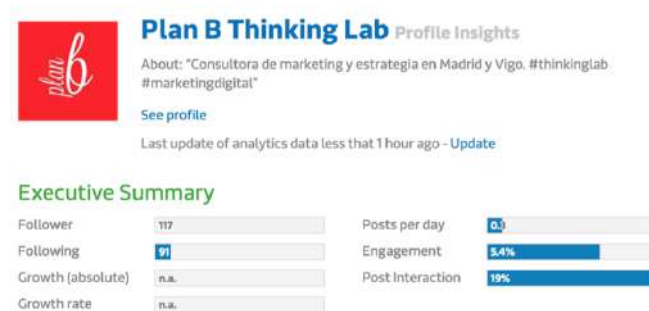 plan b
Plan B Thinking Lab Profile Insights
About: "Consultora de marketing y estrategia en Madrid y Vigo. #thinkinglab
#marketingdigital"
See profile
Last update of analytics data less that 1 hour ago - Update
Executive Summary
Follower 117
Following 91
Growth (absolute) n.a.
Growth rate n.a.
Posts per day
Engagement 5.4%
Post Interaction 19%